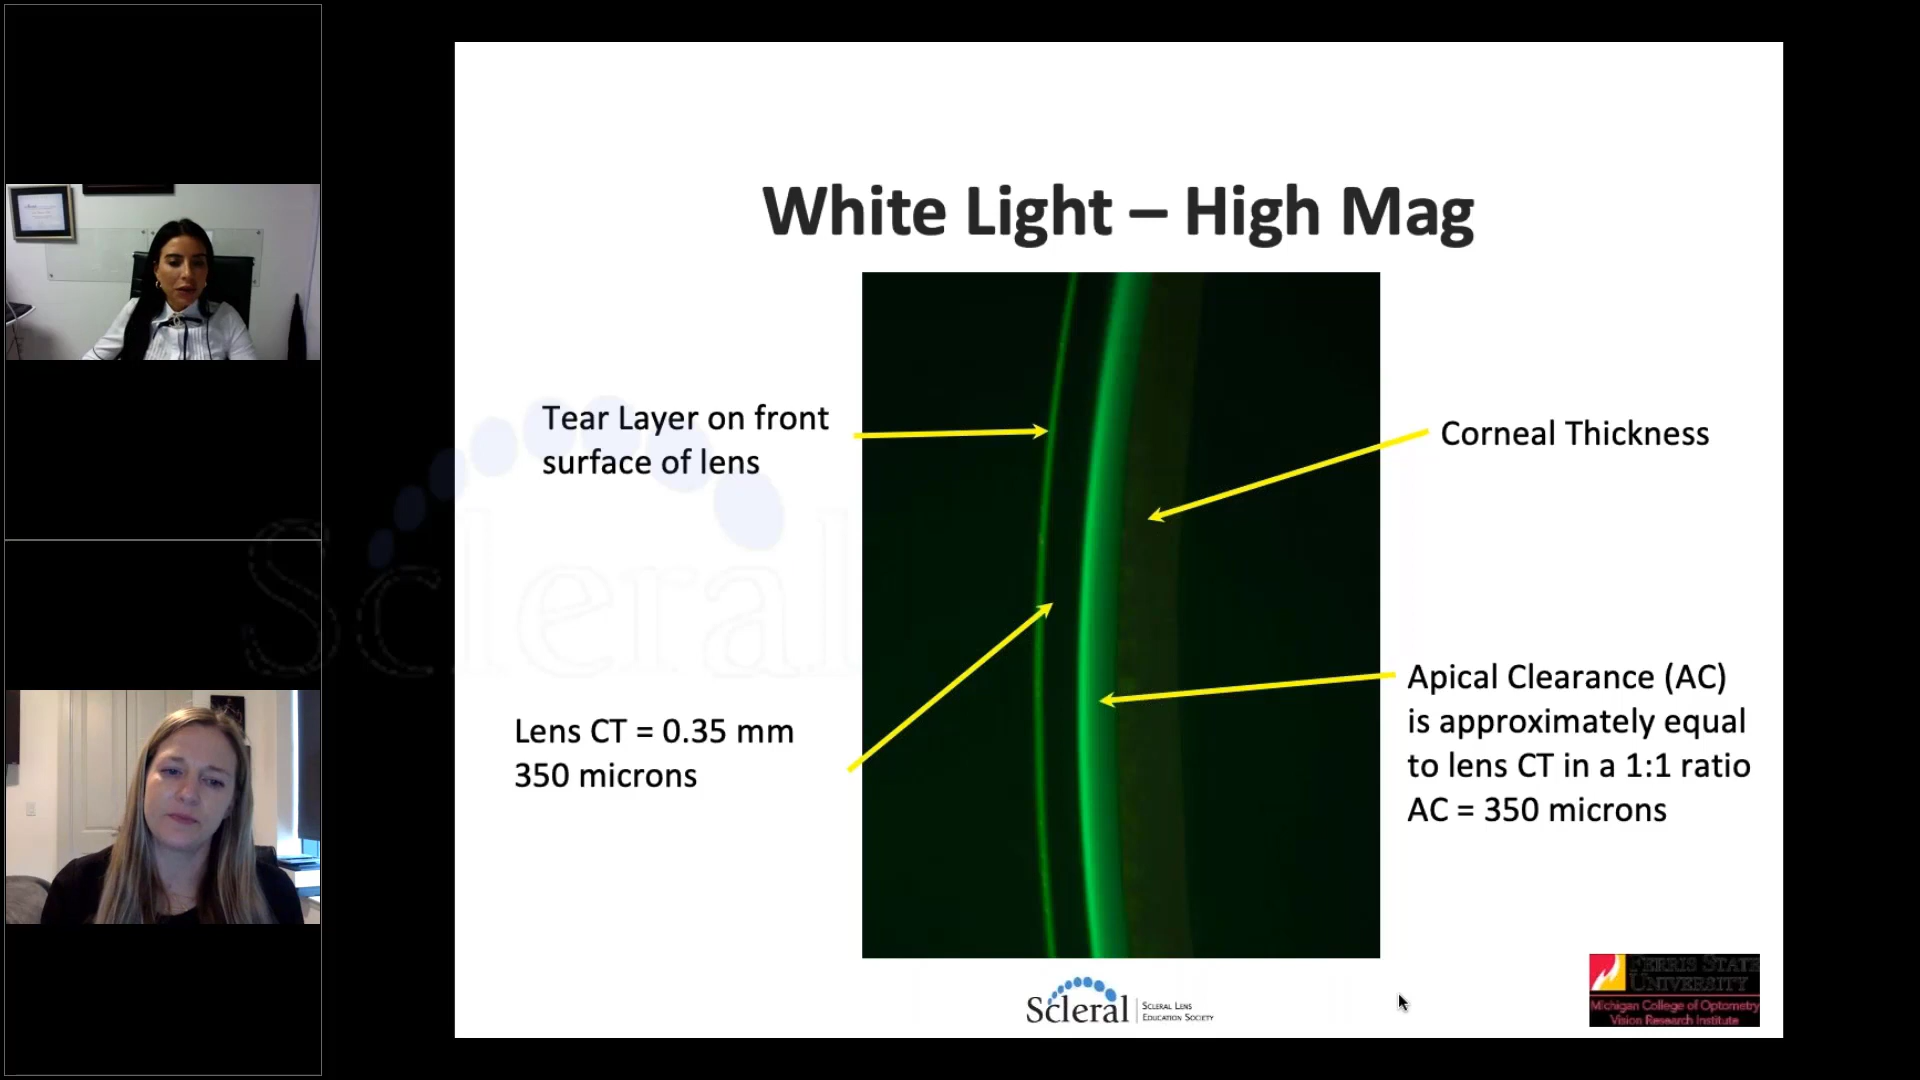 White Light – High Mag
Tear Layer on front
surface of lens
Corneal Thickness
Lens CT = 0.35 mm
350 microns
Apical Clearance (AC)
is approximately equal
to lens CT in a 1:1 ratio
AC = 350 microns
Scleral
Scleral
SCLERAL LENS
EDUCATION SOCIETY
FERRIS STATE
UNIVERSITY
Michigan College of Optometry
Vision Research Institute